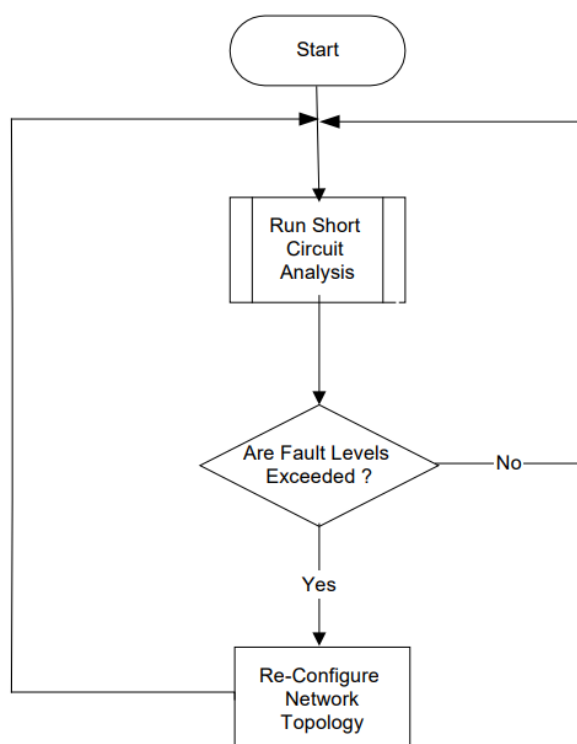 Start
Run Short
Circuit
Analysis
Are Fault Levels
Exceeded ?
No
Yes
Re-Configure
Network
Topology